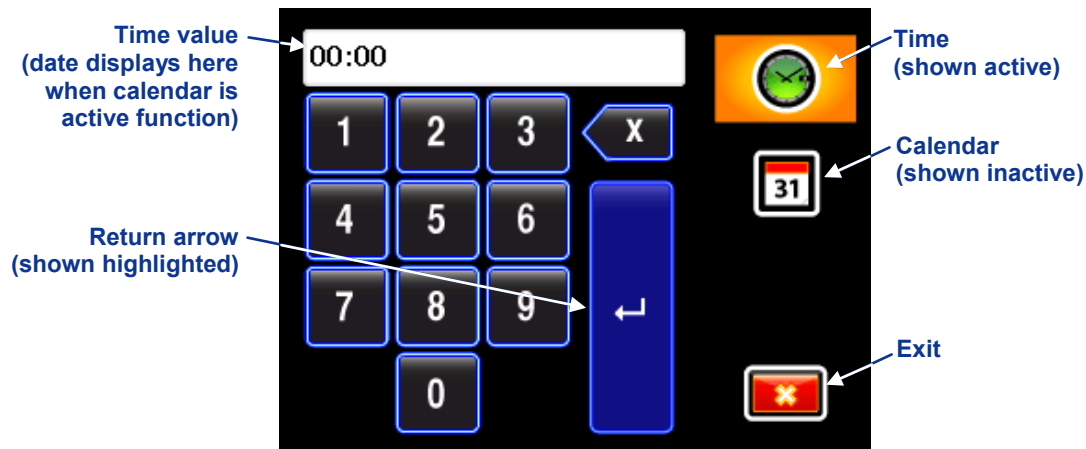 Time value
(date displays here
when calendar is
active function)
00:00
Time
(shown active)
1 2 3 X
Calendar
(shown inactive)
31
4 5 6
Return arrow
(shown highlighted)
7 8 9
Exit
0